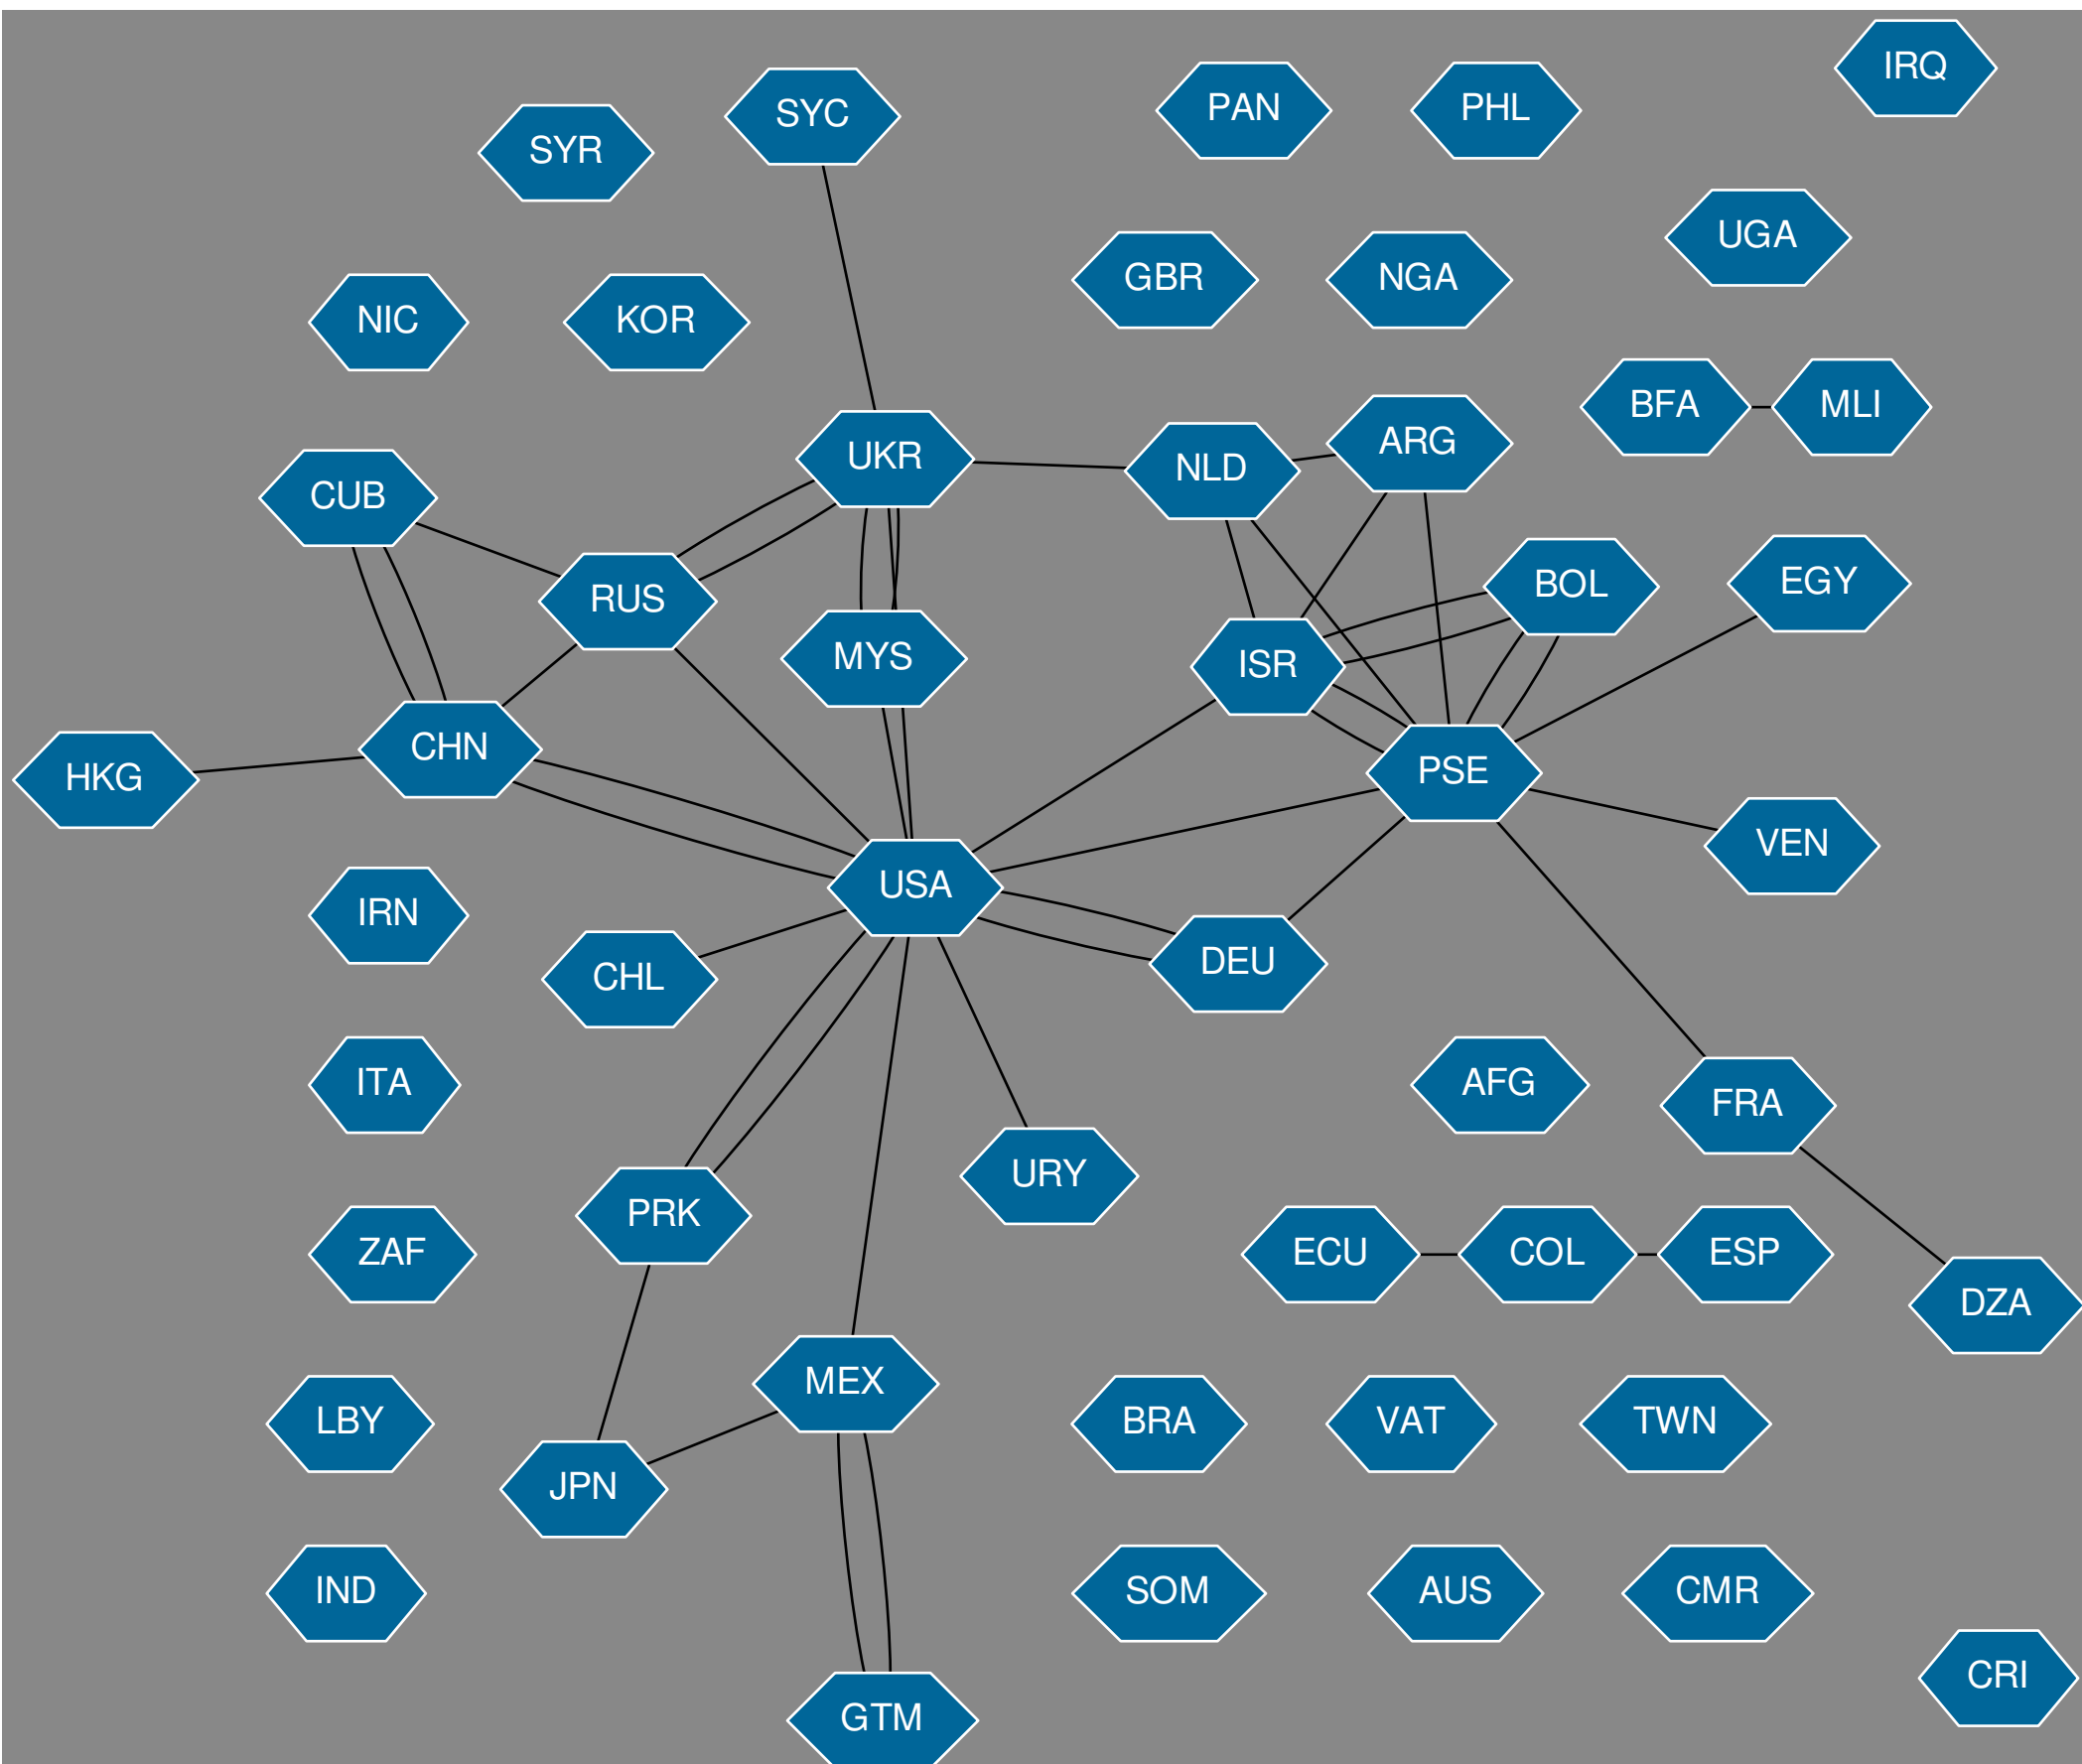 IRQ
PAN
PHL
SYC
SYR
UGA
GBR
NGA
NIC
KOR
BFA
MLI
ARG
UKR
NLD
CUB
EGY
BOL
RUS
MYS
ISR
CHN
PSE
HKG
VEN
USA
IRN
DEU
CHL
ITA
AFG
FRA
URY
PRK
ZAF
ECU
COL
ESP
DZA
MEX
LBY
BRA
VAT
TWN
JPN
IND
SOM
AUS
CMR
CRI
GTM